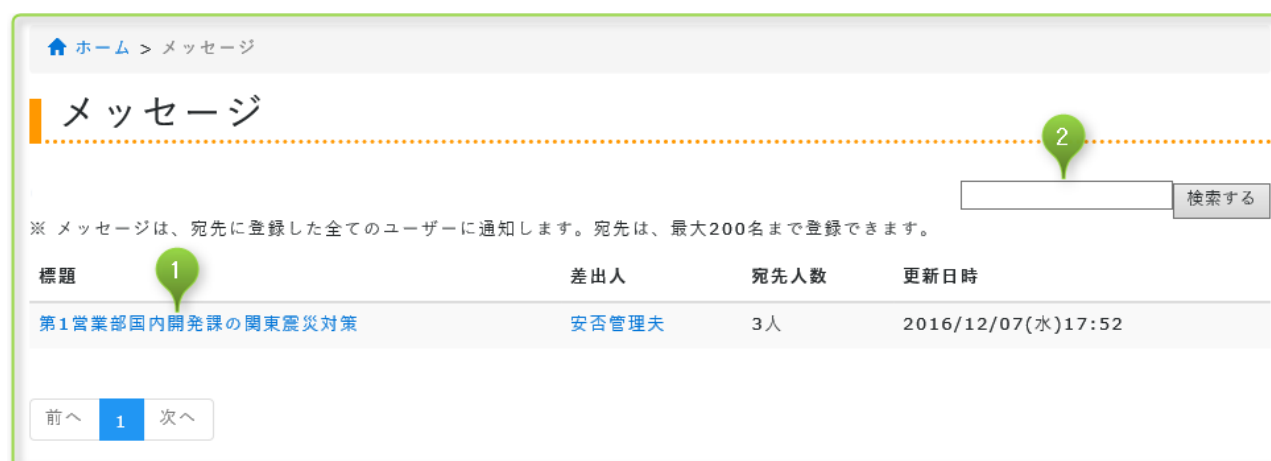 ホーム > メッセージ
メッセージ
2
検索する
※ メッセージは、宛先に登録した全てのユーザーに通知します。宛先は、最大200名まで登録できます。
標題 差出人 宛先人数 更新日時
1
第1営業部国内開発課の関東震災対策 安否管理夫 3人 2016/12/07(水)17:52
前へ 1 次へ